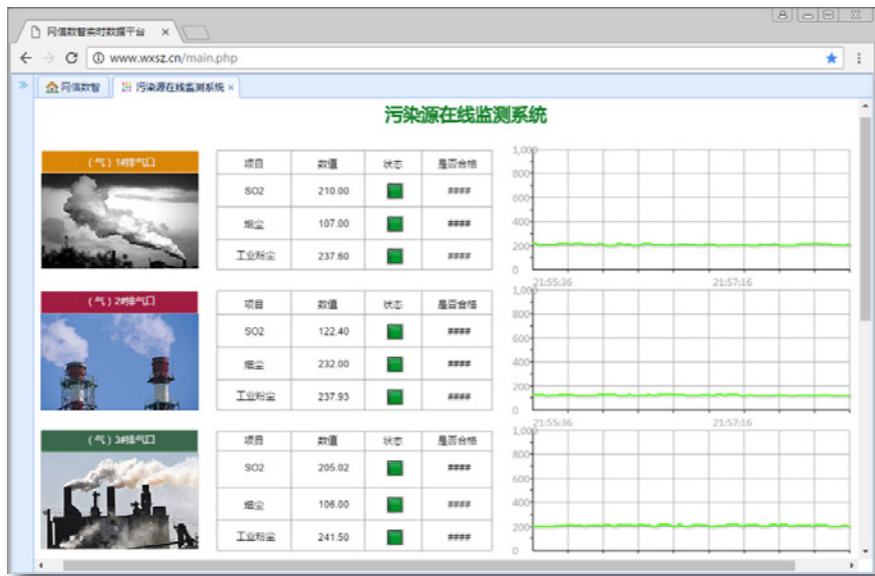 网信数智实时数据平台
www.wxsz.cn/main.php
网信数智 污染源在线监测系统
污染源在线监测系统
(气)1#排气口
项目 数值 状态 是否合格
SO2 210.00 ####
烟尘 107.00 ####
工业粉尘 237.60 ####
1,000
800
600
400
200
0
21:55:36 21:57:16
(气)2#排气口
项目 数值 状态 是否合格
SO2 122.40 ####
烟尘 232.00 ####
工业粉尘 237.93 ####
1,000
800
600
400
200
0
21:55:36 21:57:16
(气)3#排气口
项目 数值 状态 是否合格
SO2 205.02 ####
烟尘 106.00 ####
工业粉尘 241.50 ####
1,000
800
600
400
200
0